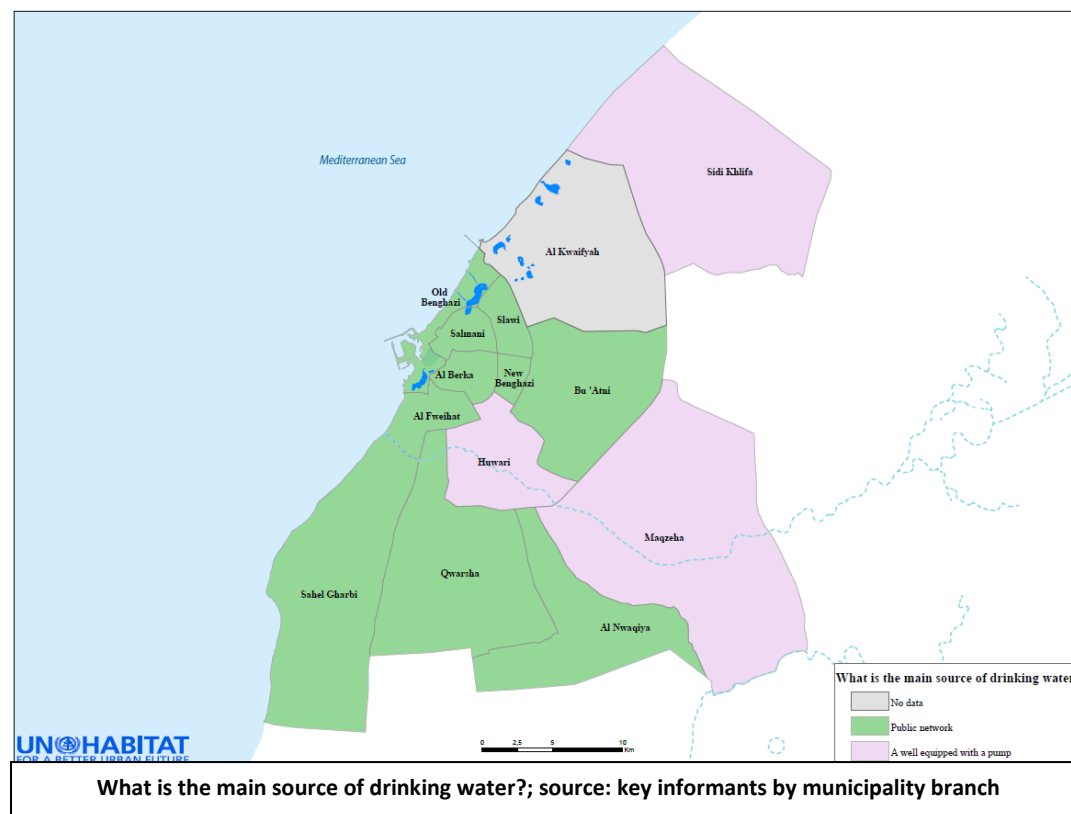 Mediterranean Sea
Sidi Khlifa
Al Kwaifyah
Old
Benghazi
Slawi
Salmani
Al Berka
New
Benghazi
Bu 'Atni
Al Fweihat
Huwari
Maqzeha
Qwarsha
Sahel Gharbi
Al Nwaqiya
What is the main source of drinking water
No data
Public network
A well equipped with a pump
UN HABITAT
FOR A BETTER URBAN FUTURE
0 2,5 5 10
Km
What is the main source of drinking water?; source: key informants by municipality branch